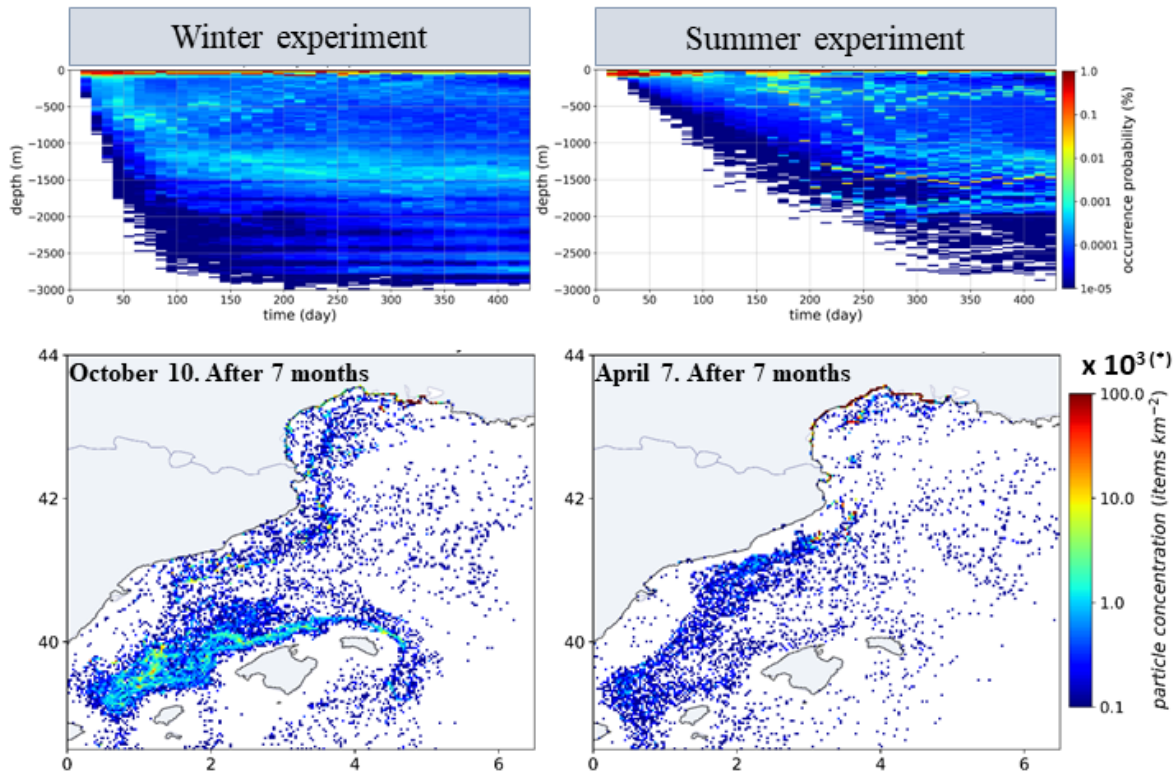 Winter experiment
Summer experiment
0
−500
−1000
−1500
−2000
−2500
−3000
depth (m)
0 50 100 150 200 250 300 350 400
time (day)
0
−500
−1000
−1500
−2000
−2500
−3000
depth (m)
0 50 100 150 200 250 300 350 400
time (day)
1.0
0.1
0.01
0.001
0.0001
1e-05
occurrence probability (%)
October 10. After 7 months
44
42
40
0 2 4 6
April 7. After 7 months
44
42
40
0 2 4 6
x 10³ (*)
100.0
10.0
1.0
0.1
particle concentration (items km⁻²)